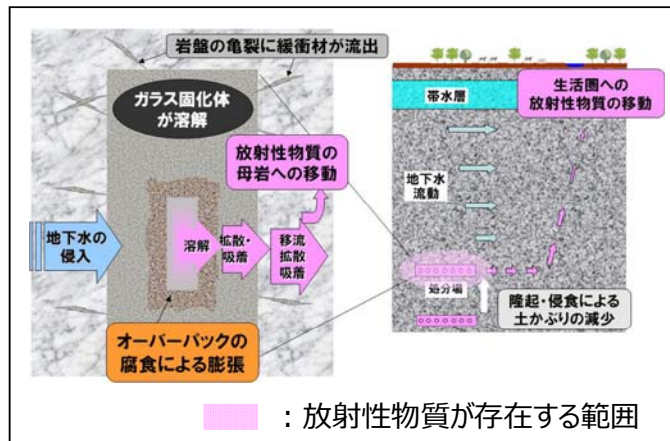 岩盤の亀裂に緩衝材が流出
ガラス固化体
が溶解
放射性物質の
母岩への移動
地下水の
侵入
溶解
拡散・
吸着
移流
拡散
吸着
オーバーパックの
腐食による膨張
生活圏への
放射性物質の移動
帯水層
地下水
流動
処分場
隆起・侵食による
土かぶりの減少
：放射性物質が存在する範囲